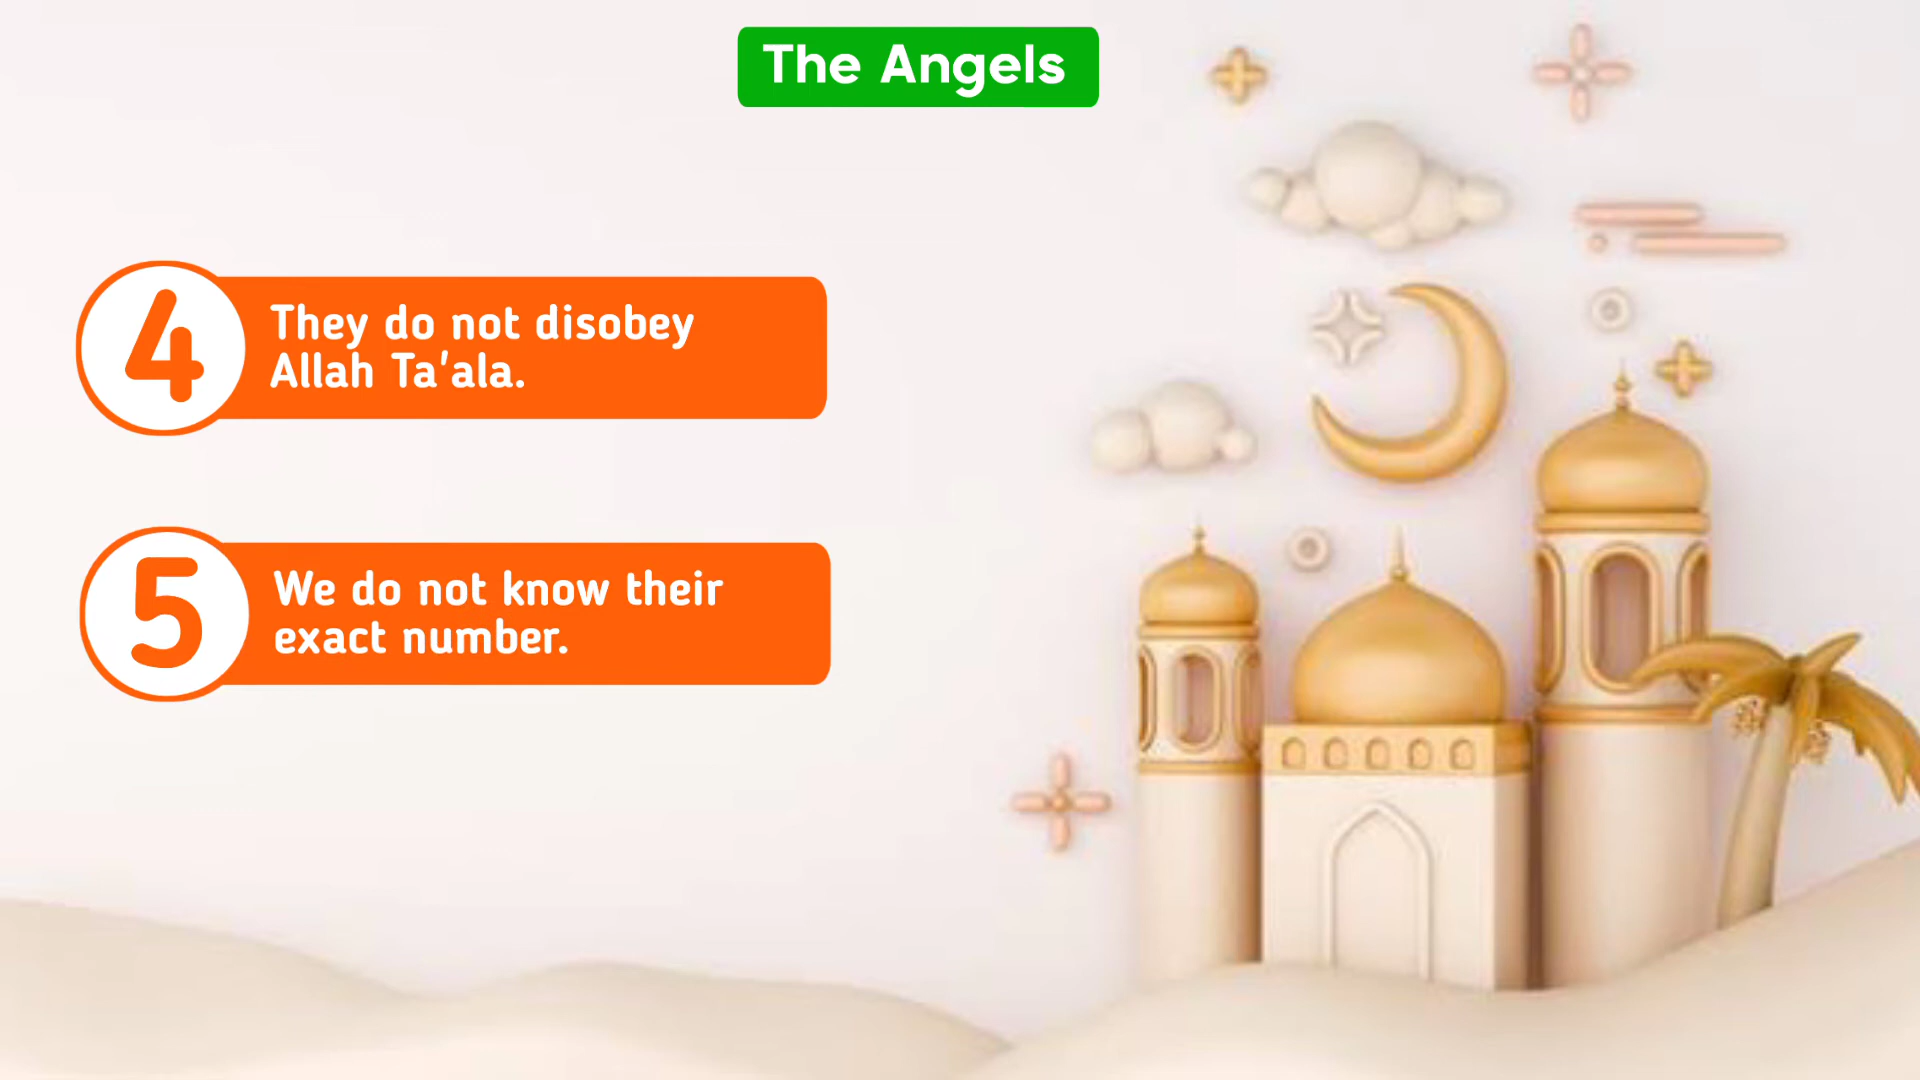 The Angels
4
They do not disobey
Allah Ta'ala.
5
We do not know their
exact number.